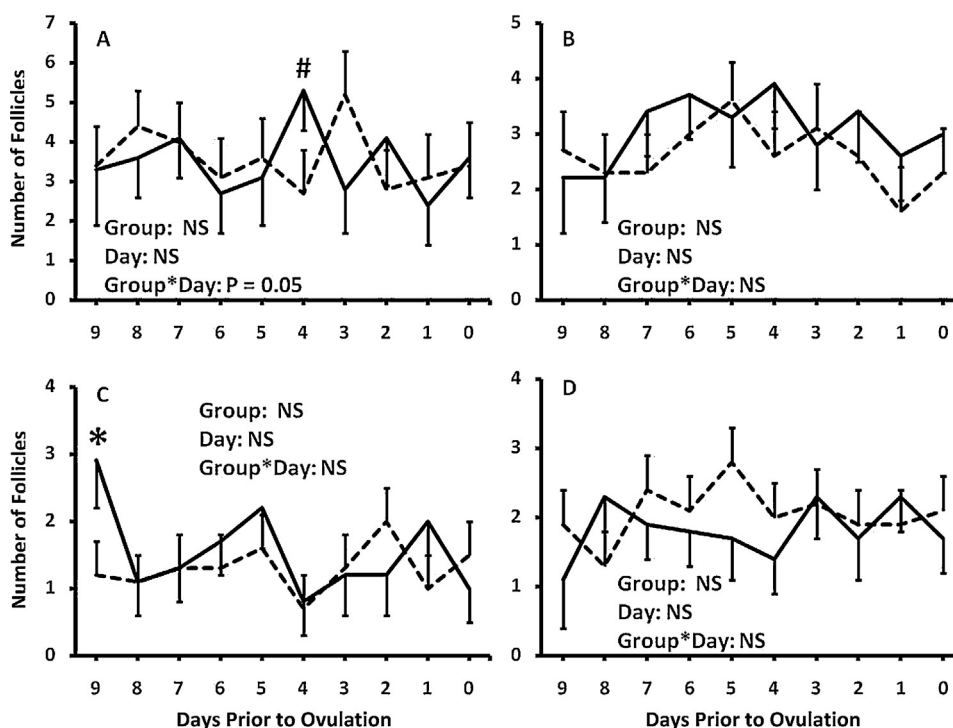 A
#
Number of Follicles
7
6
5
4
3
2
1
0
Group: NS
Day: NS
Group*Day: P = 0.05
9 8 7 6 5 4 3 2 1 0
B
5
4
3
2
1
0
Group: NS
Day: NS
Group*Day: NS
9 8 7 6 5 4 3 2 1 0
C
*
Number of Follicles
4
3
2
1
0
Group: NS
Day: NS
Group*Day: NS
9 8 7 6 5 4 3 2 1 0
Days Prior to Ovulation
D
4
3
2
1
0
Group: NS
Day: NS
Group*Day: NS
9 8 7 6 5 4 3 2 1 0
Days Prior to Ovulation